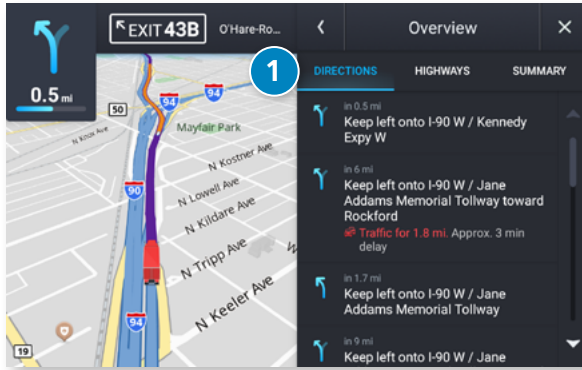 EXIT 43B
O'Hare-Ro...
Overview
0.5 mi
1
DIRECTIONS
HIGHWAYS
SUMMARY
50
94
94
N Knox Ave
Mayfair Park
N Kostner Ave
N Lowell Ave
90
N Kildare Ave
N Tripp Ave
W
N Keeler Ave
94
19
in 0.5 mi
Keep left onto I-90 W / Kennedy
Expy W
in 6 mi
Keep left onto I-90 W / Jane
Addams Memorial Tollway toward
Rockford
Traffic for 1.8 mi. Approx. 3 min
delay
in 1.7 mi
Keep left onto I-90 W / Jane
Addams Memorial Tollway
in 9 mi
Keep left onto I-90 W / Jane